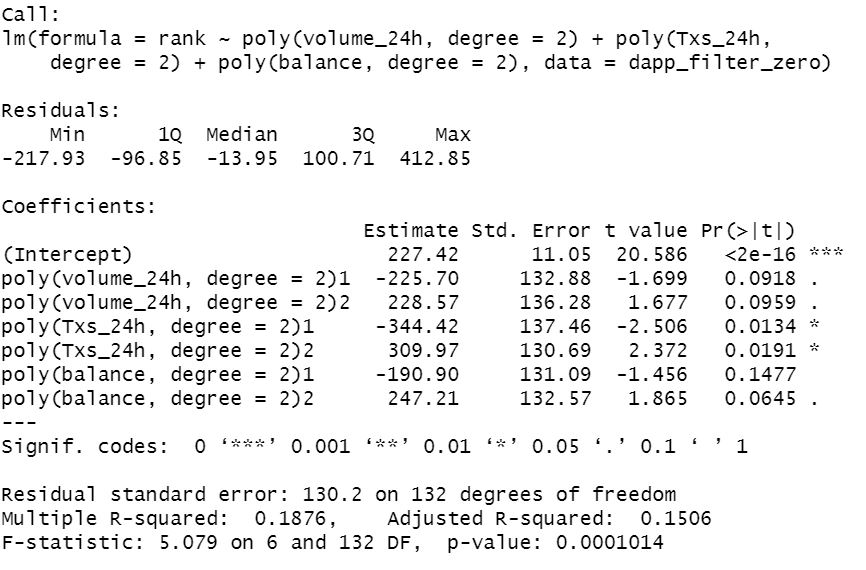 Call:
lm(formula = rank ~ poly(volume_24h, degree = 2) + poly(Txs_24h,
    degree = 2) + poly(balance, degree = 2), data = dapp_filter_zero)

Residuals:
    Min      1Q  Median      3Q     Max
-217.93  -96.85  -13.95  100.71  412.85

Coefficients:
                              Estimate Std. Error t value Pr(>|t|)
(Intercept)                     227.42      11.05  20.586   <2e-16 ***
poly(volume_24h, degree = 2)1  -225.70     132.88  -1.699   0.0918 .
poly(volume_24h, degree = 2)2   228.57     136.28   1.677   0.0959 .
poly(Txs_24h, degree = 2)1     -344.42     137.46  -2.506   0.0134 *
poly(Txs_24h, degree = 2)2      309.97     130.69   2.372   0.0191 *
poly(balance, degree = 2)1     -190.90     131.09  -1.456   0.1477
poly(balance, degree = 2)2      247.21     132.57   1.865   0.0645 .
---
Signif. codes:  0 ‘***’ 0.001 ‘**’ 0.01 ‘*’ 0.05 ‘.’ 0.1 ‘ ’ 1

Residual standard error: 130.2 on 132 degrees of freedom
Multiple R-squared:  0.1876,    Adjusted R-squared:  0.1506
F-statistic: 5.079 on 6 and 132 DF,  p-value: 0.0001014